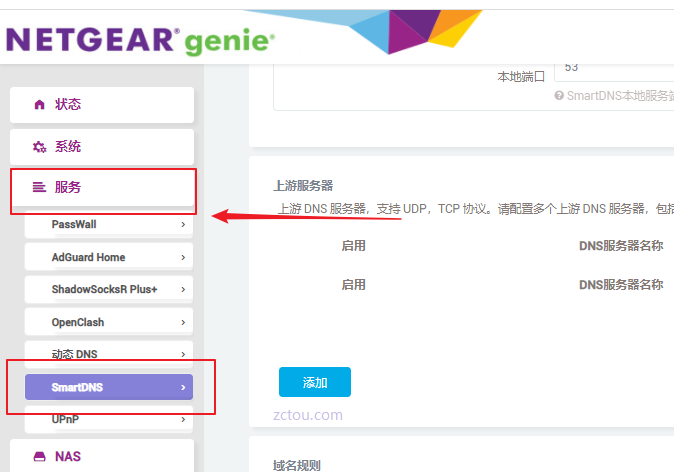 NETGEAR® genie®
状态
系统
服务
PassWall
AdGuard Home
ShadowSocksR Plus+
OpenClash
动态 DNS
SmartDNS
UPnP
NAS
本地端口
53
SmartDNS本地服务
上游服务器
上游 DNS 服务器，支持 UDP，TCP 协议。请配置多个上游 DNS 服务器，包括
启用 DNS服务器名称
启用 DNS服务器名称
添加
zctou.com
域名规则